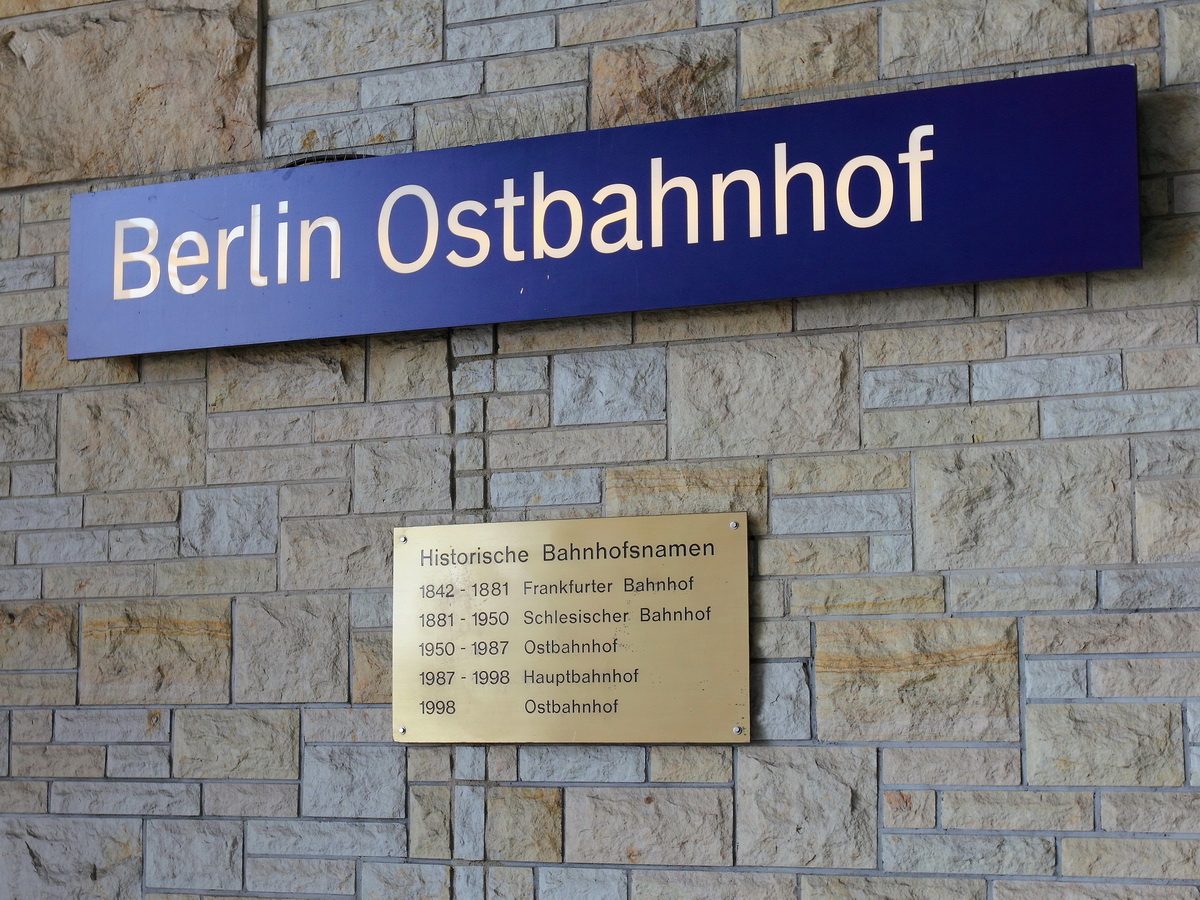 Berlin Ostbahnhof
Historische Bahnhofsnamen
1842 - 1881 Frankfurter Bahnhof
1881 - 1950 Schlesischer Bahnhof
1950 - 1987 Ostbahnhof
1987 - 1998 Hauptbahnhof
1998 Ostbahnhof